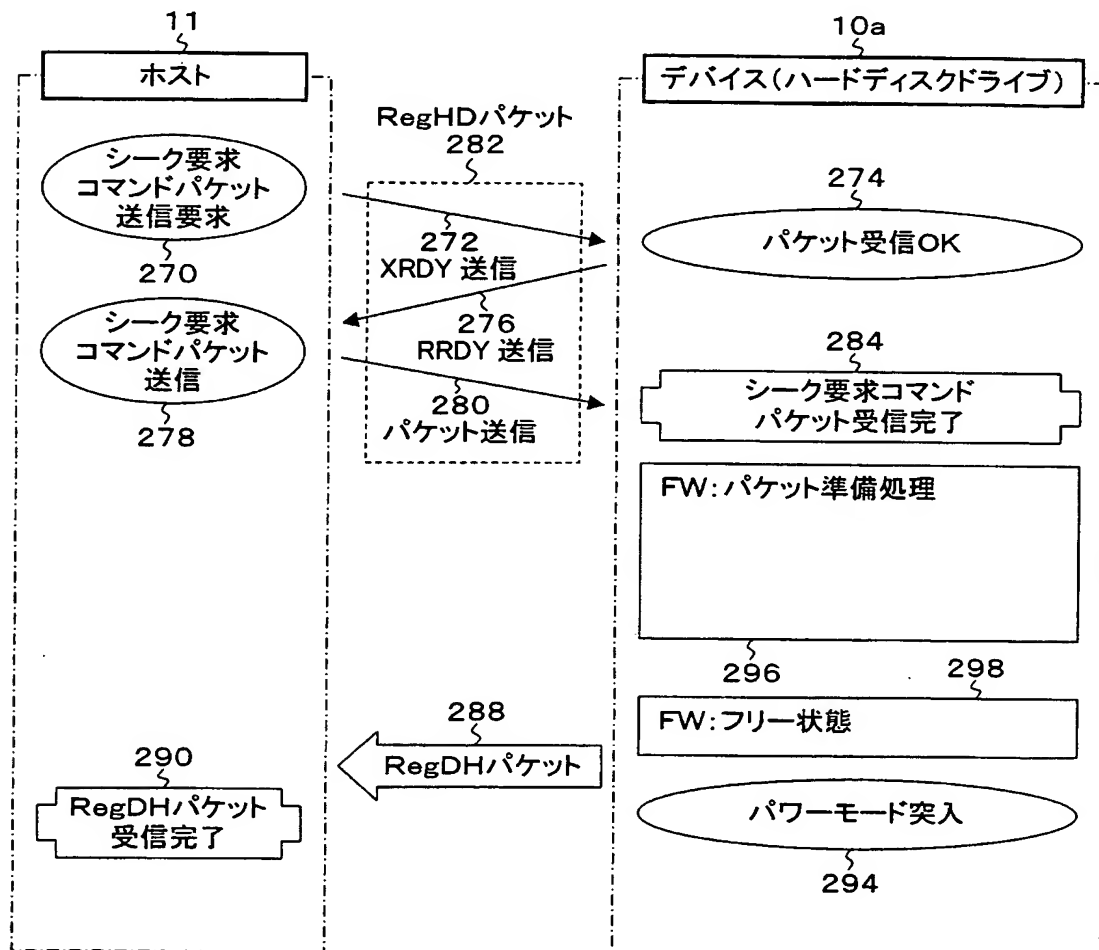 11
ホスト
10a
デバイス(ハードディスクドライブ)
RegHDパケット
282
シーク要求
コマンドパケット
送信要求
270
272
XRDY 送信
274
パケット受信OK
276
RRDY 送信
シーク要求
コマンドパケット
送信
278
280
パケット送信
284
シーク要求コマンド
パケット受信完了
FW:パケット準備処理
296
298
FW:フリー状態
288
RegDHパケット
290
RegDHパケット
受信完了
パワーモード突入
294